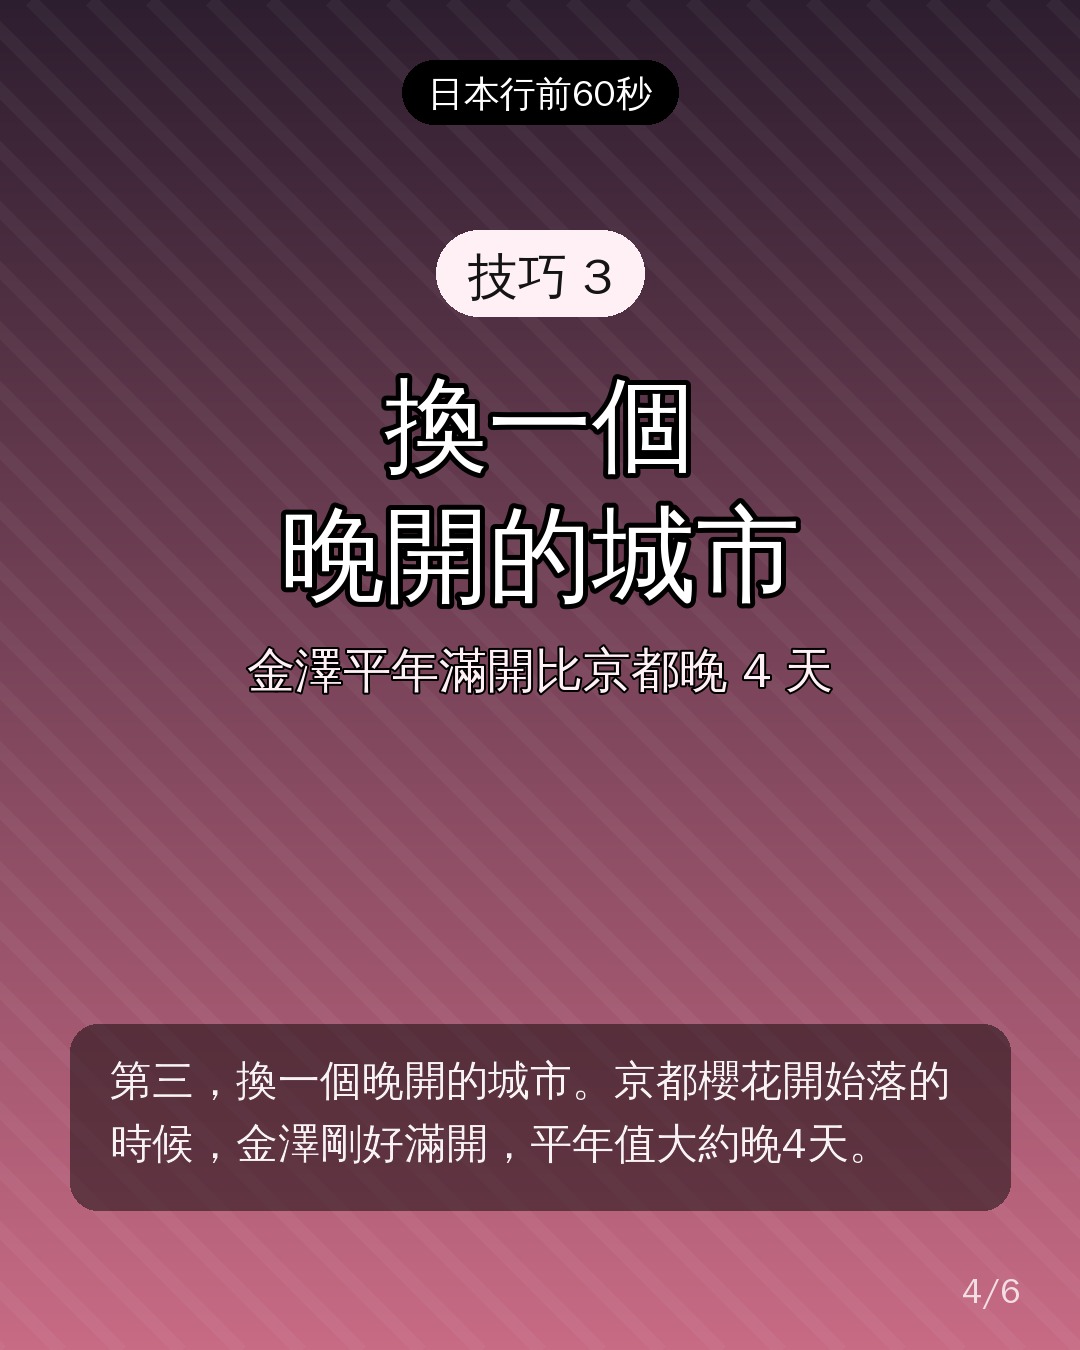 日本行前60秒
技巧 3
換一個
晚開的城市
金澤平年滿開比京都晚 4 天
第三，換一個晚開的城市。京都櫻花開始落的
時候，金澤剛好滿開，平年值大約晚4天。
4/6